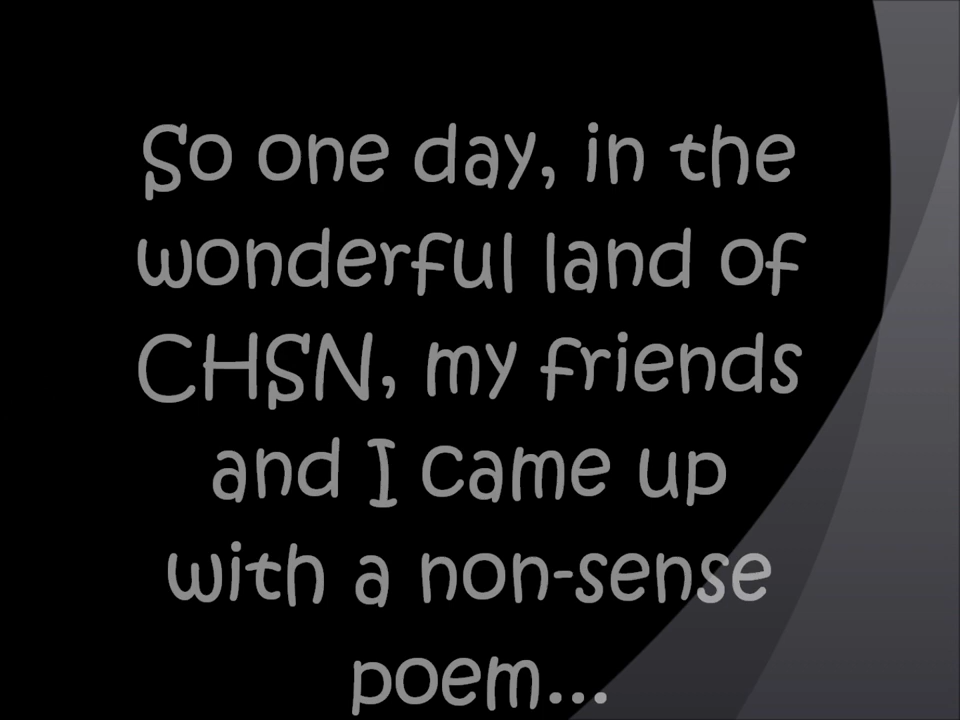 So one day, in the
wonderful land of
CHSN, my friends
and I came up
with a non-sense
poem...